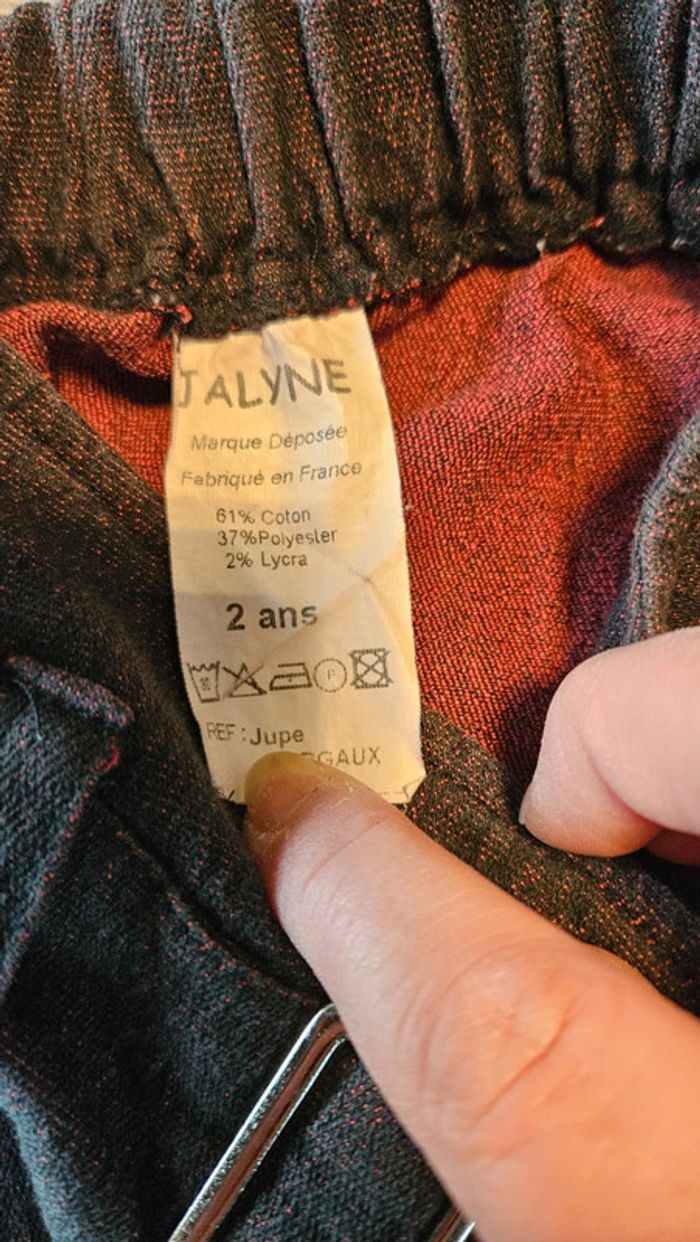 JALYNE
Marque Déposée
Fabriqué en France
61% Coton
37%Polyester
2% Lycra
2 ans
F
REF : Jupe